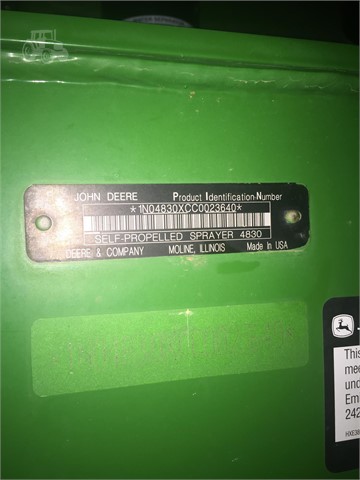 JOHN DEERE Product Identification Number
*1N04830XCC0023640*
SELF-PROPELLED SPRAYER 4830
DEERE & COMPANY MOLINE, ILLINOIS Made In USA
This
mee
und
Em
242